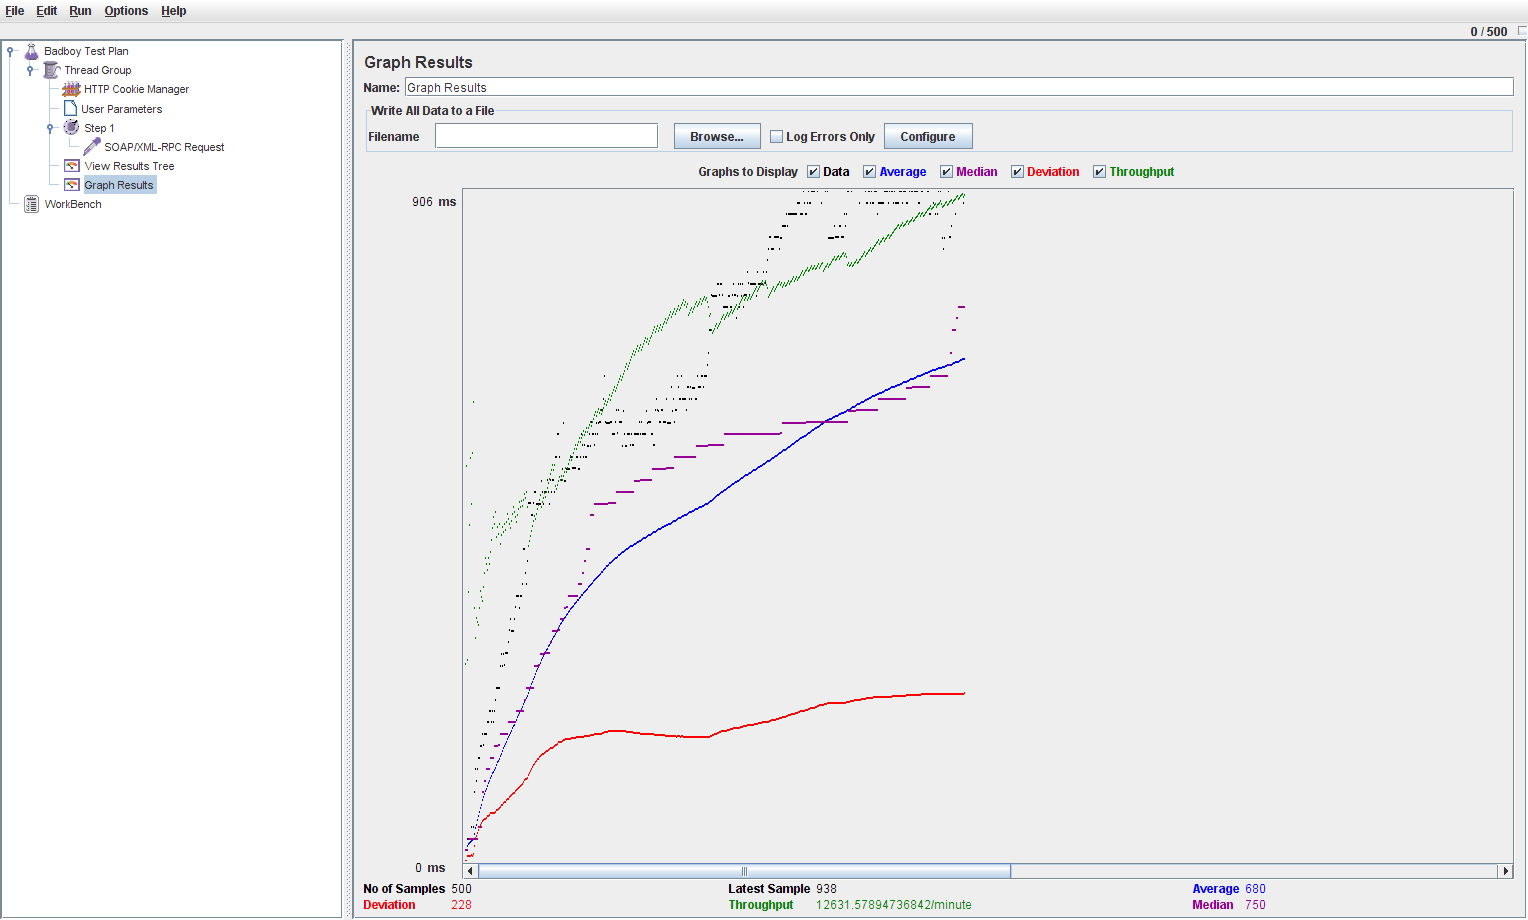 File Edit Run Options Help
0 / 500
Badboy Test Plan
Thread Group
HTTP Cookie Manager
User Parameters
Step 1
SOAP/XML-RPC Request
View Results Tree
Graph Results
WorkBench
Graph Results
Name: Graph Results
Write All Data to a File
Filename Browse... Log Errors Only Configure
Graphs to Display Data Average Median Deviation Throughput
906 ms
0 ms
No of Samples 500 Latest Sample 938 Average 680
Deviation 228 Throughput 12631.57894736842/minute Median 750